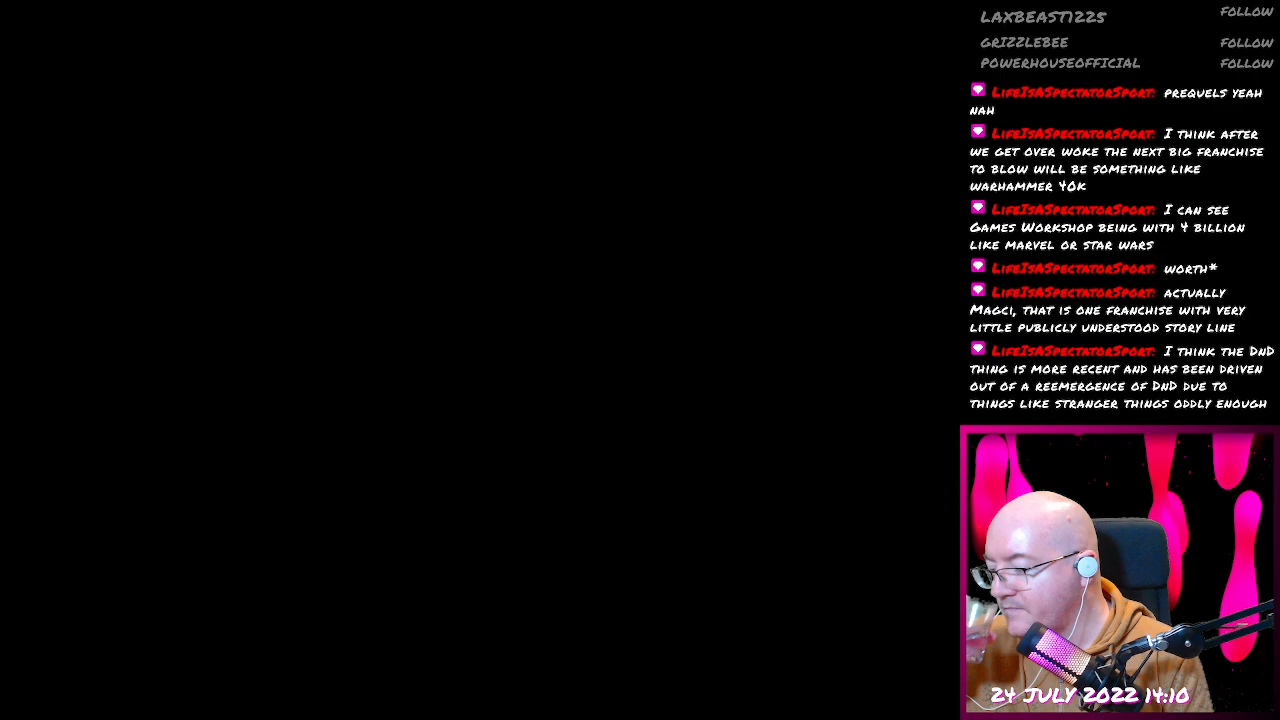 LAXBEAST1225 FOLLOW
GRIZZLEBEE FOLLOW
POWERHOUSEOFFICIAL FOLLOW
LifeIsASpectatorSport: prequels yeah
nah
LifeIsASpectatorSport: I think after
we get over woke the next big franchise
to blow will be something like
warhammer 40k
LifeIsASpectatorSport: I can see
Games Workshop being with 4 billion
like marvel or star wars
LifeIsASpectatorSport: worth*
LifeIsASpectatorSport: actually
Magci, that is one franchise with very
little publicly understood story line
LifeIsASpectatorSport: I think the DnD
thing is more recent and has been driven
out of a reemergence of DnD due to
things like stranger things oddly enough
24 JULY 2022 14:10